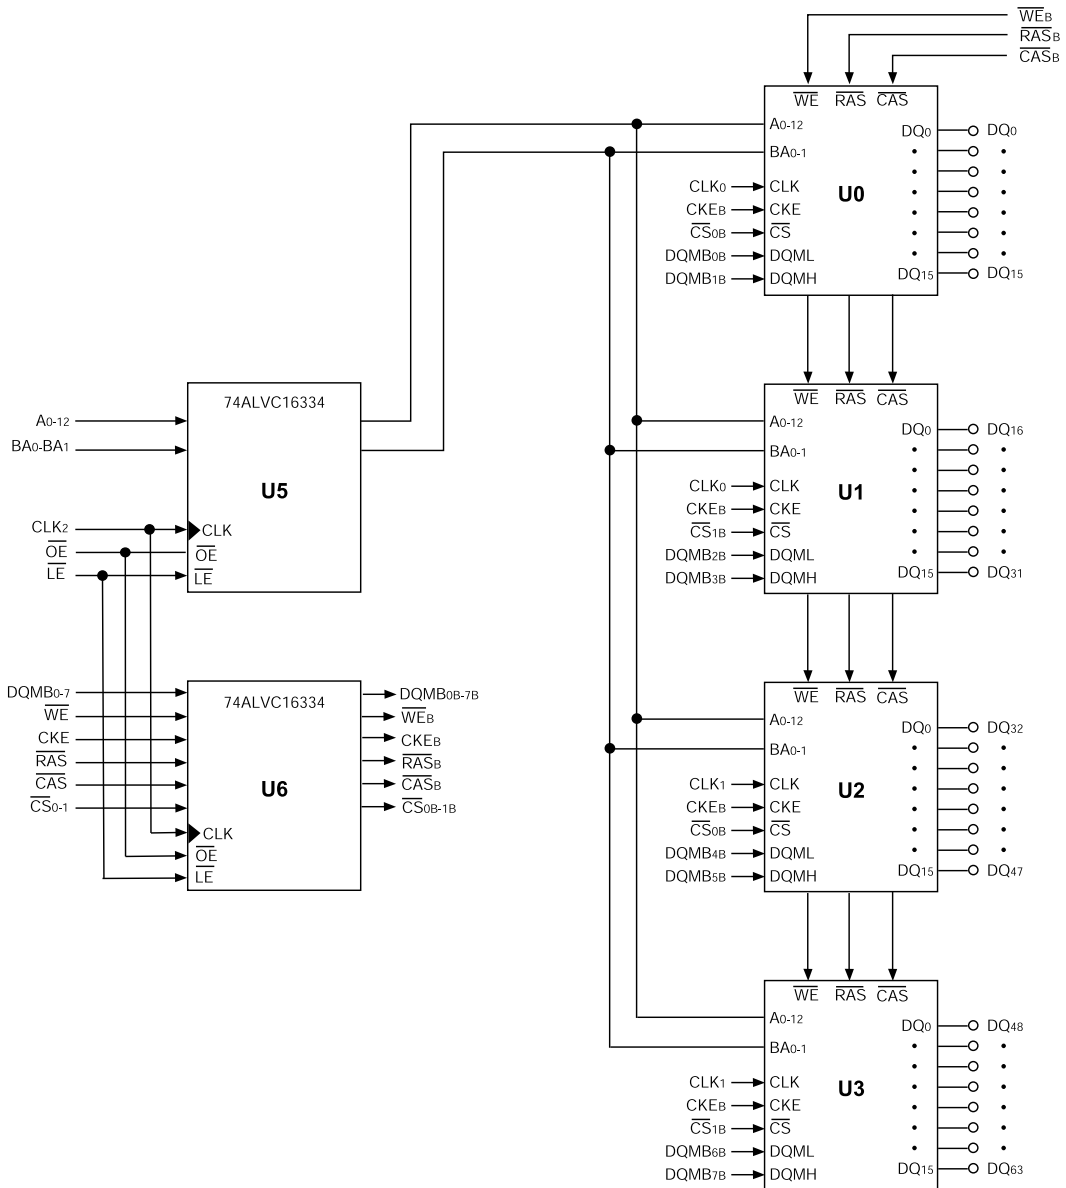 WEB
RASB
CASB
WE RAS CAS
A0-12
BA0-1
CLK0 CLK
CKEB CKE
CS0B CS
DQMB0B DQML
DQMB1B DQMH
U0
DQ0 DQ0
DQ15 DQ15
WE RAS CAS
A0-12
BA0-1
CLK0 CLK
CKEB CKE
CS1B CS
DQMB2B DQML
DQMB3B DQMH
U1
DQ0 DQ16
DQ15 DQ31
74ALVC16334
A0-12
BA0-BA1
U5
CLK2 CLK
OE OE
LE LE
74ALVC16334
DQMB0-7 DQMB0B-7B
WE WEB
CKE CKEB
RAS RASB
CAS CASB
CS0-1 CS0B-1B
U6
CLK
OE
LE
WE RAS CAS
A0-12
BA0-1
CLK1 CLK
CKEB CKE
CS0B CS
DQMB4B DQML
DQMB5B DQMH
U2
DQ0 DQ32
DQ15 DQ47
WE RAS CAS
A0-12
BA0-1
CLK1 CLK
CKEB CKE
CS1B CS
DQMB6B DQML
DQMB7B DQMH
U3
DQ0 DQ48
DQ15 DQ63